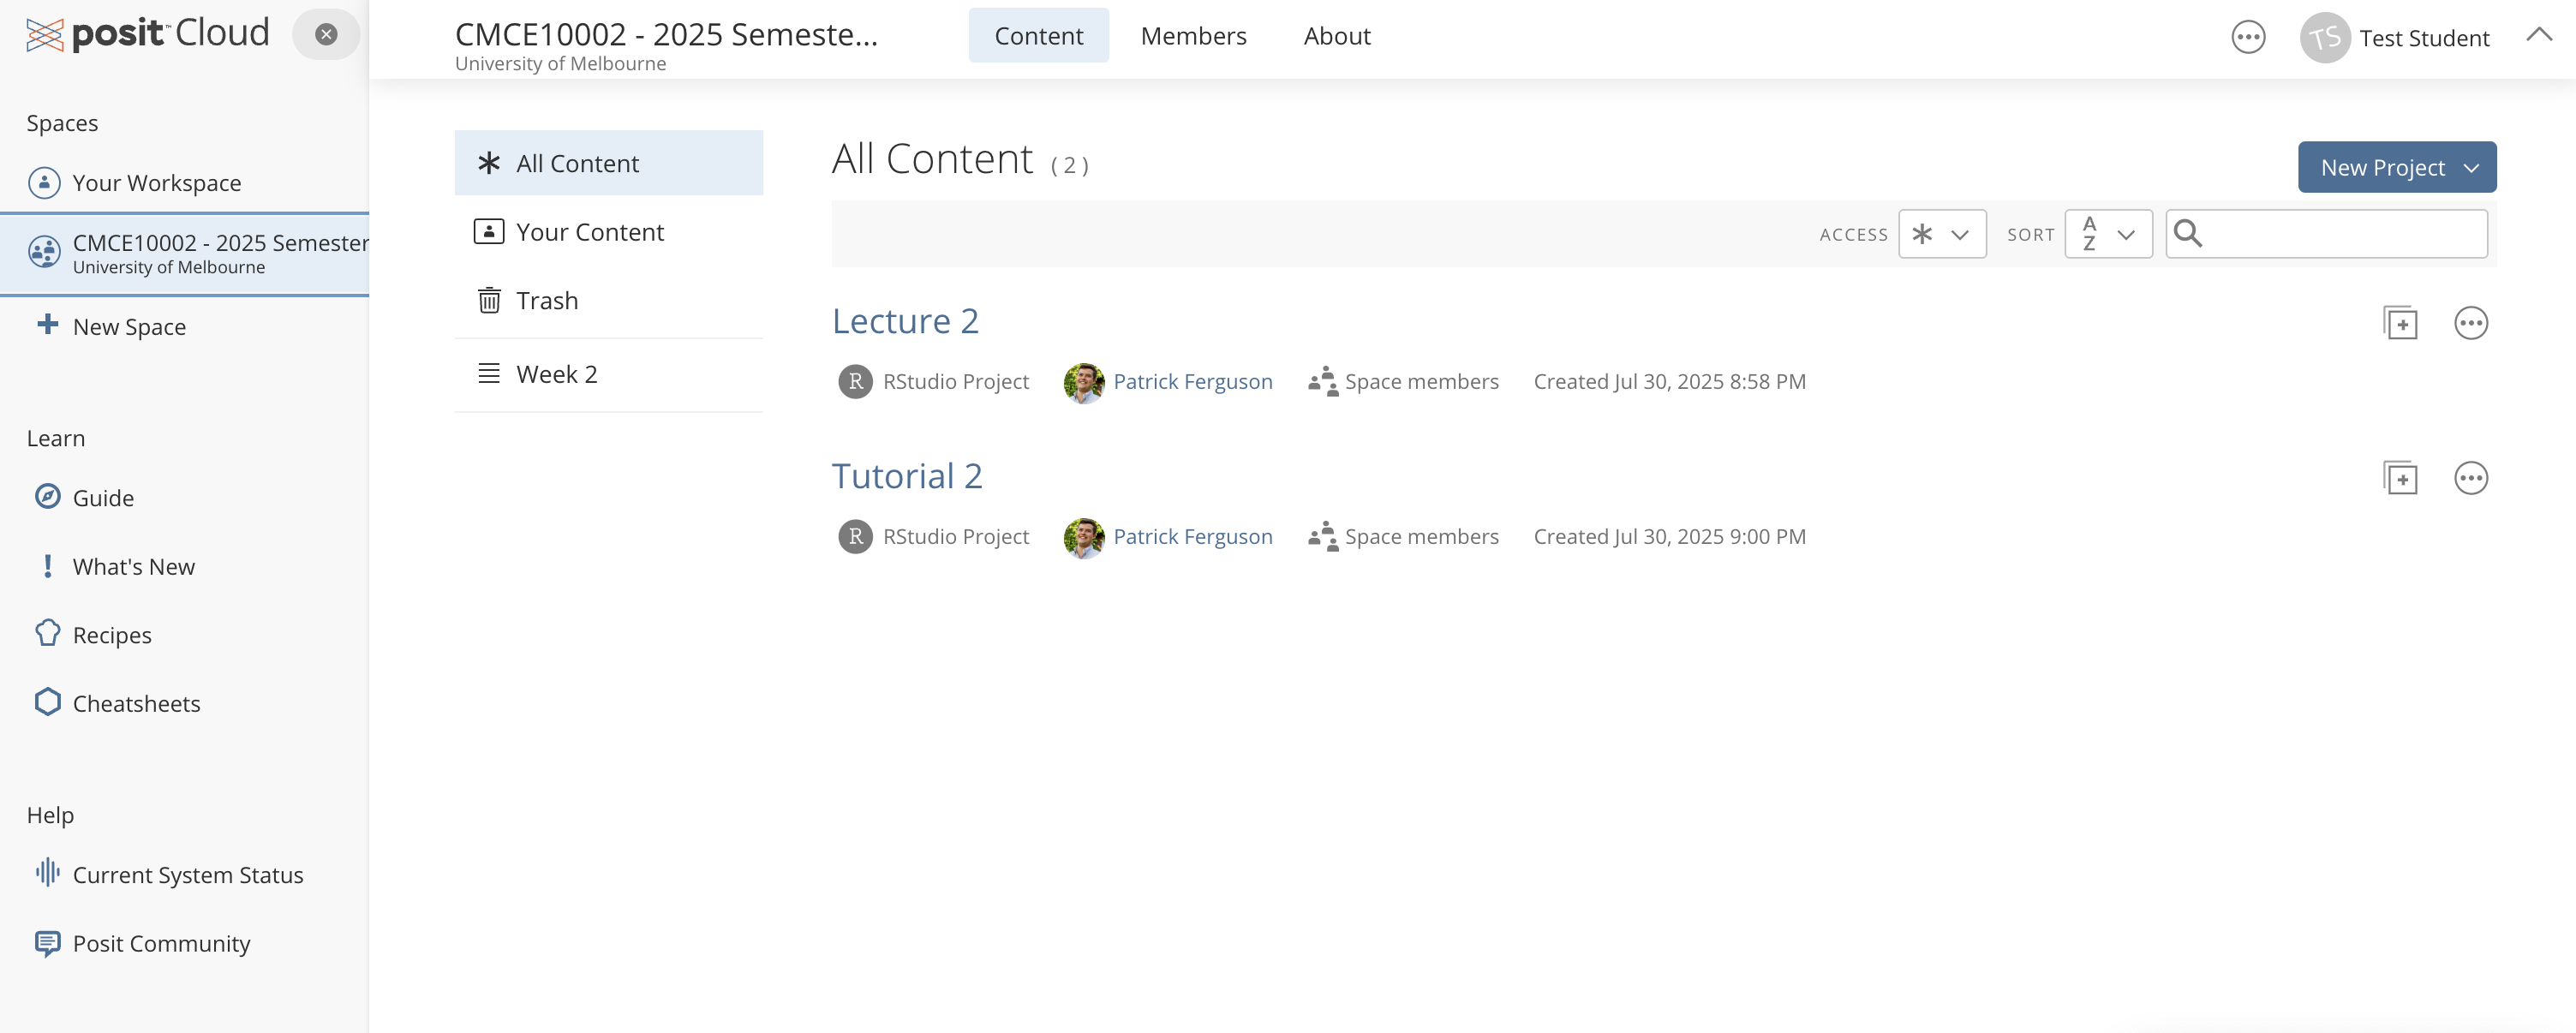 posit Cloud
Spaces
Your Workspace
CMCE10002 - 2025 Semester
University of Melbourne
New Space
Learn
Guide
What's New
Recipes
Cheatsheets
Help
Current System Status
Posit Community
CMCE10002 - 2025 Semeste...
University of Melbourne
Content
Members
About
TS
Test Student
All Content
Your Content
Trash
Week 2
All Content ( 2 )
New Project
ACCESS
SORT
A
Z
Lecture 2
R RStudio Project Patrick Ferguson Space members Created Jul 30, 2025 8:58 PM
Tutorial 2
R RStudio Project Patrick Ferguson Space members Created Jul 30, 2025 9:00 PM